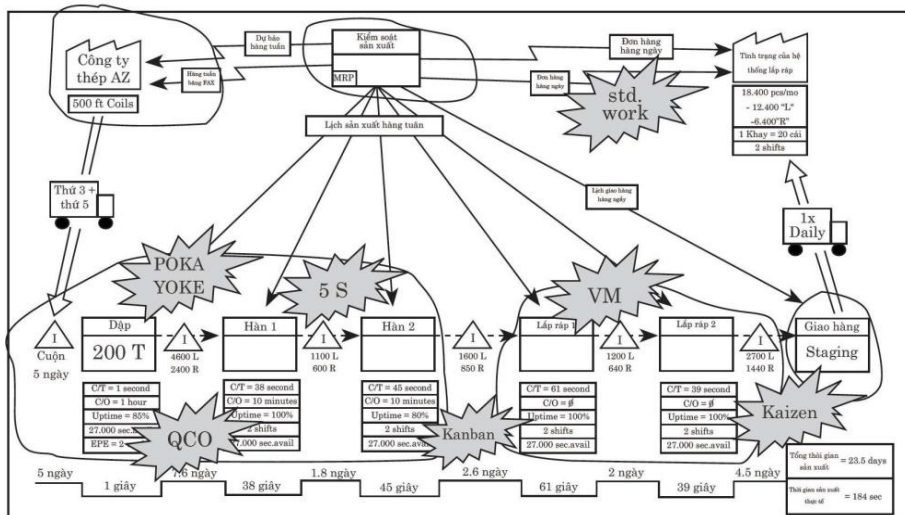 Công ty
thép AZ
500 ft Coils
Dự báo
hàng tuần
Hàng tuần
bằng FAX
Kiểm soát
sản xuất
MRP
Đơn hàng
hàng ngày
Đơn hàng
hàng ngày
Tình trạng của hệ
thống lắp ráp
18.400 pcs/mo
- 12.400 “L”
-6.400”R”
1 Khay = 20 cái
2 shifts
std.
work
Lịch sản xuất hàng tuần
Thứ 3 +
thứ 5
Lịch giao hàng
hàng ngày
1x
Daily
POKA
YOKE
5 S
VM
I
Cuộn
5 ngày
Dập
200 T
I
4600 L
2400 R
Hàn 1
I
1100 L
600 R
Hàn 2
I
1600 L
850 R
Lắp ráp 1
I
1200 L
640 R
Lắp ráp 2
I
2700 L
1440 R
Giao hàng
Staging
C/T = 1 second
C/O = 1 hour
Uptime = 85%
27.000 sec.
EPE = 2
QCO
C/T = 38 second
C/O = 10 minutes
Uptime = 100%
2 shifts
27.000 sec.avail
C/T = 45 second
C/O = 10 minutes
Uptime = 80%
2 shifts
27.000 sec.avail
Kanban
C/T = 61 second
C/O = ø
Uptime = 100%
2 shifts
27.000 sec.avail
C/T = 39 second
C/O = ø
Uptime = 100%
2 shifts
27.000 sec.avail
Kaizen
5 ngày
1 giây
7.6 ngày
38 giây
1.8 ngày
45 giây
2.6 ngày
61 giây
2 ngày
39 giây
4.5 ngày
Tổng thời gian
sản xuất
= 23.5 days
Thời gian sản xuất
thực tế
= 184 sec